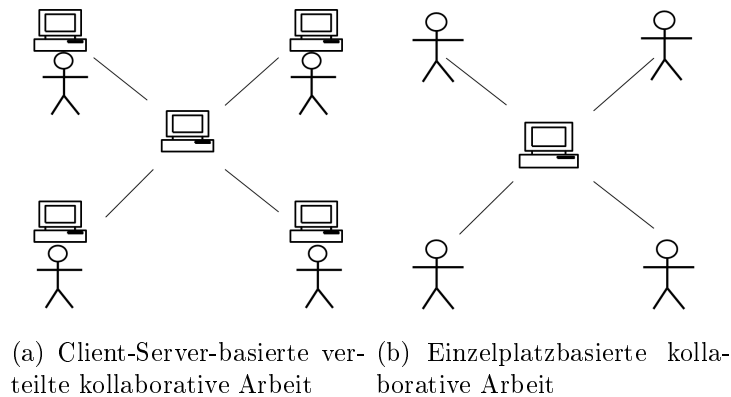 (a) Client-Server-basierte ver-
teilte kollaborative Arbeit
(b) Einzelplatzbasierte kolla-
borative Arbeit